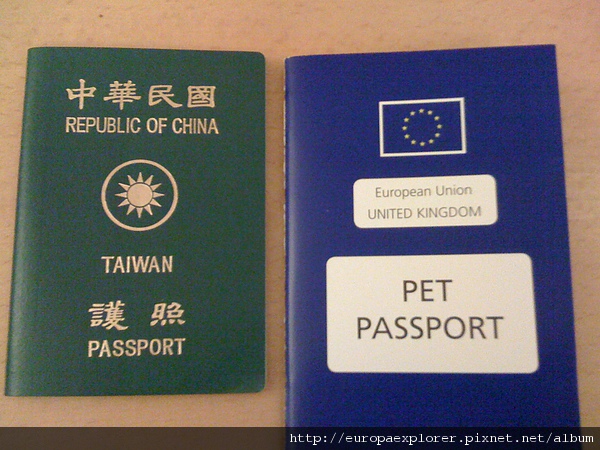 中華民國
REPUBLIC OF CHINA
TAIWAN
護照
PASSPORT
European Union
UNITED KINGDOM
PET
PASSPORT
http://europaexplorer.pixnet.net/album